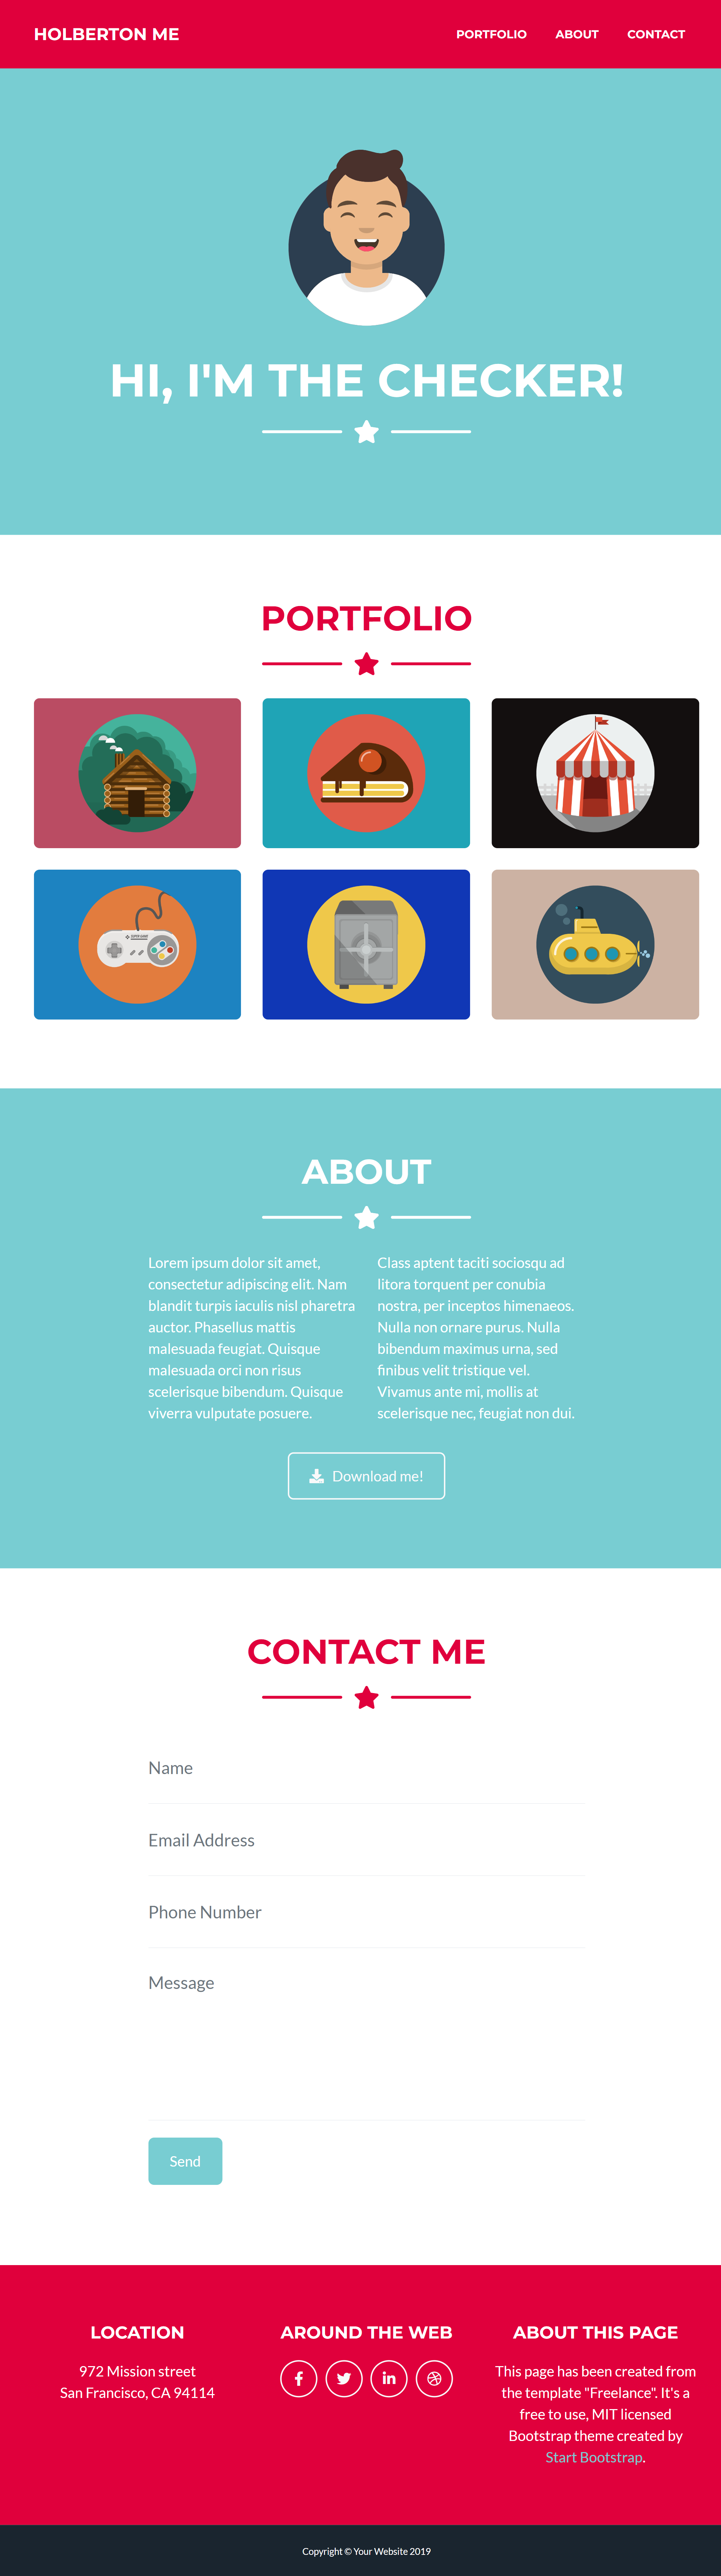 HOLBERTON ME
PORTFOLIO ABOUT CONTACT
HI, I'M THE CHECKER!
PORTFOLIO
ABOUT
Lorem ipsum dolor sit amet,
consectetur adipiscing elit. Nam
blandit turpis iaculis nisl pharetra
auctor. Phasellus mattis
malesuada feugiat. Quisque
malesuada orci non risus
scelerisque bibendum. Quisque
viverra vulputate posuere.
Class aptent taciti sociosqu ad
litora torquent per conubia
nostra, per inceptos himenaeos.
Nulla non ornare purus. Nulla
bibendum maximus urna, sed
finibus velit tristique vel.
Vivamus ante mi, mollis at
scelerisque nec, feugiat non dui.
Download me!
CONTACT ME
Name
Email Address
Phone Number
Message
Send
LOCATION
972 Mission street
San Francisco, CA 94114
AROUND THE WEB
ABOUT THIS PAGE
This page has been created from
the template "Freelance". It's a
free to use, MIT licensed
Bootstrap theme created by
Start Bootstrap.
Copyright © Your Website 2019